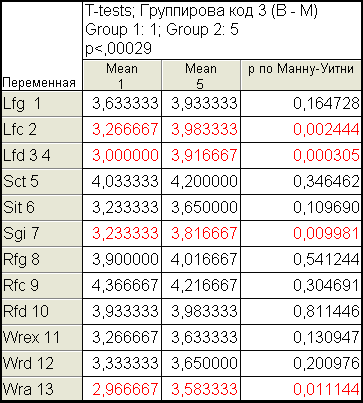 T-tests; Группирова код 3 (B - M)
Group 1: 1; Group 2: 5
p<,00029
Переменная Mean 1 Mean 5 р по Манну-Уитни
Lfg 1 3,633333 3,933333 0,164728
Lfc 2 3,266667 3,983333 0,002444
Lfd 3 4 3,000000 3,916667 0,000305
Sct 5 4,033333 4,200000 0,346462
Sit 6 3,233333 3,650000 0,109690
Sgi 7 3,233333 3,816667 0,009981
Rfg 8 3,900000 4,016667 0,541244
Rfc 9 4,366667 4,216667 0,304691
Rfd 10 3,933333 3,983333 0,811446
Wrex 11 3,266667 3,633333 0,130947
Wrd 12 3,333333 3,650000 0,200976
Wra 13 2,966667 3,583333 0,011144